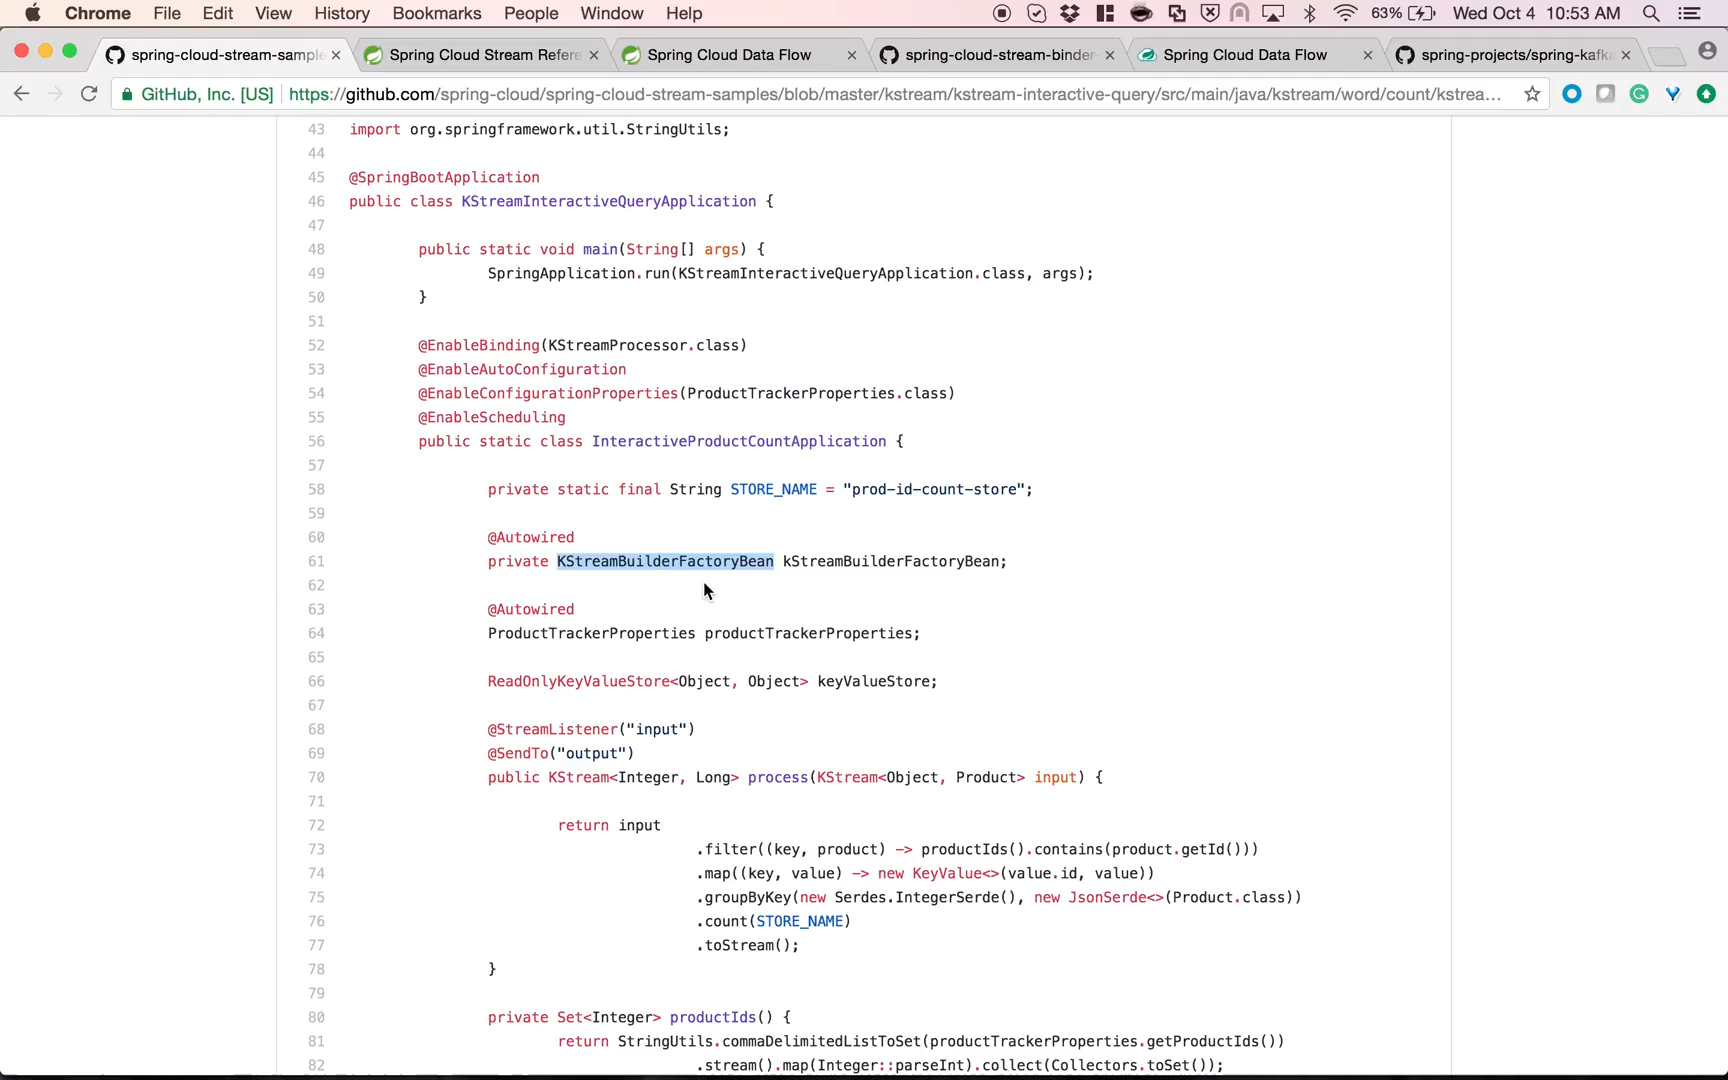 Chrome File Edit View History Bookmarks People Window Help 63% Wed Oct 4 10:53 AM
spring-cloud-stream-sample Spring Cloud Stream Refere Spring Cloud Data Flow spring-cloud-stream-binder- Spring Cloud Data Flow spring-projects/spring-kafka
GitHub, Inc. [US] https://github.com/spring-cloud/spring-cloud-stream-samples/blob/master/kstream/kstream-interactive-query/src/main/java/kstream/word/count/kstrea...
43 import org.springframework.util.StringUtils;
44
45 @SpringBootApplication
46 public class KStreamInteractiveQueryApplication {
47
48 public static void main(String[] args) {
49 SpringApplication.run(KStreamInteractiveQueryApplication.class, args);
50 }
51
52 @EnableBinding(KStreamProcessor.class)
53 @EnableAutoConfiguration
54 @EnableConfigurationProperties(ProductTrackerProperties.class)
55 @EnableScheduling
56 public static class InteractiveProductCountApplication {
57
58 private static final String STORE_NAME = "prod-id-count-store";
59
60 @Autowired
61 private KStreamBuilderFactoryBean kStreamBuilderFactoryBean;
62
63 @Autowired
64 ProductTrackerProperties productTrackerProperties;
65
66 ReadOnlyKeyValueStore<Object, Object> keyValueStore;
67
68 @StreamListener("input")
69 @SendTo("output")
70 public KStream<Integer, Long> process(KStream<Object, Product> input) {
71
72 return input
73 .filter((key, product) -> productIds().contains(product.getId()))
74 .map((key, value) -> new KeyValue<>(value.id, value))
75 .groupByKey(new Serdes.IntegerSerde(), new JsonSerde<>(Product.class))
76 .count(STORE_NAME)
77 .toStream();
78 }
79
80 private Set<Integer> productIds() {
81 return StringUtils.commaDelimitedListToSet(productTrackerProperties.getProductIds())
82 .stream().map(Integer::parseInt).collect(Collectors.toSet());